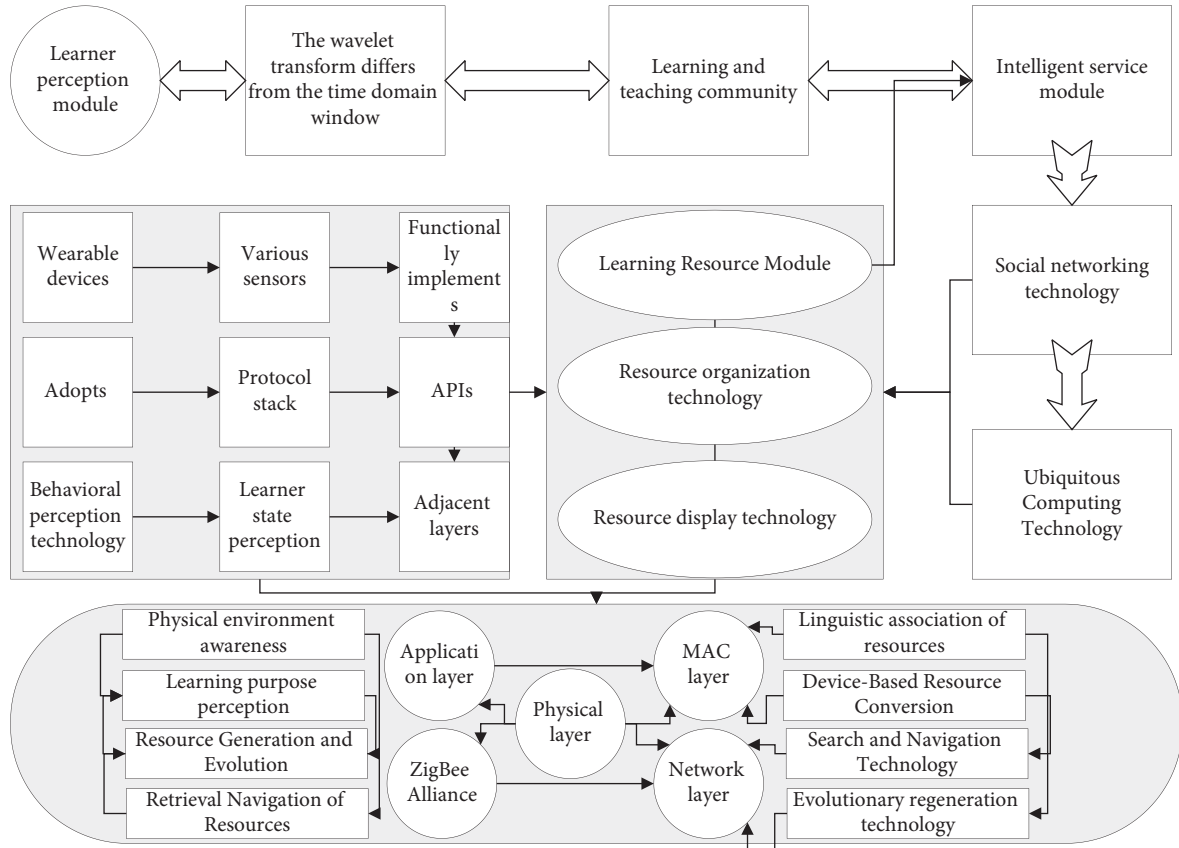 Learner
perception
module
The wavelet
transform differs
from the time domain
window
Learning and
teaching community
Intelligent service
module
Wearable
devices
Various
sensors
Functional
ly
implement
s
Adopts
Protocol
stack
APIs
Behavioral
perception
technology
Learner
state
perception
Adjacent
layers
Learning Resource Module
Resource organization
technology
Resource display technology
Social networking
technology
Ubiquitous
Computing
Technology
Physical environment
awareness
Learning purpose
perception
Resource Generation and
Evolution
Retrieval Navigation of
Resources
Applicati
on layer
ZigBee
Alliance
Physical
layer
MAC
layer
Network
layer
Linguistic association of
resources
Device-Based Resource
Conversion
Search and Navigation
Technology
Evolutionary regeneration
technology